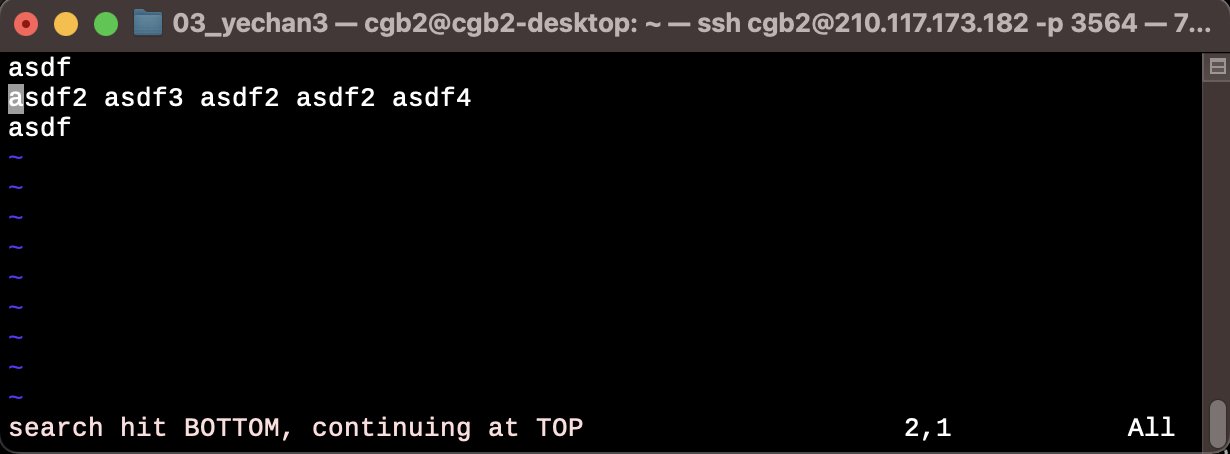 03_yechan3 — cgb2@cgb2-desktop: ~ — ssh cgb2@210.117.173.182 -p 3564 — 7...
asdf
asdf2 asdf3 asdf2 asdf2 asdf4
asdf
~
~
~
~
~
~
~
~
~
search hit BOTTOM, continuing at TOP 2,1 All